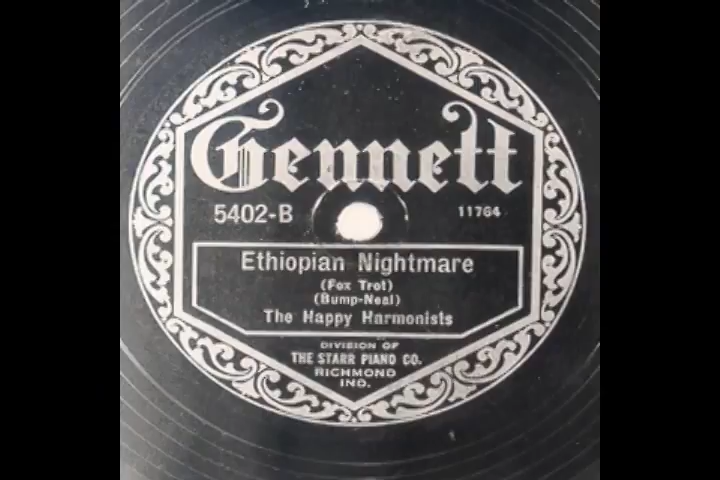 Gennett
5402-B 11764
Ethiopian Nightmare
(Fox Trot)
(Bump-Neal)
The Happy Harmonists
DIVISION OF
THE STARR PIANO CO.
RICHMOND
IND.